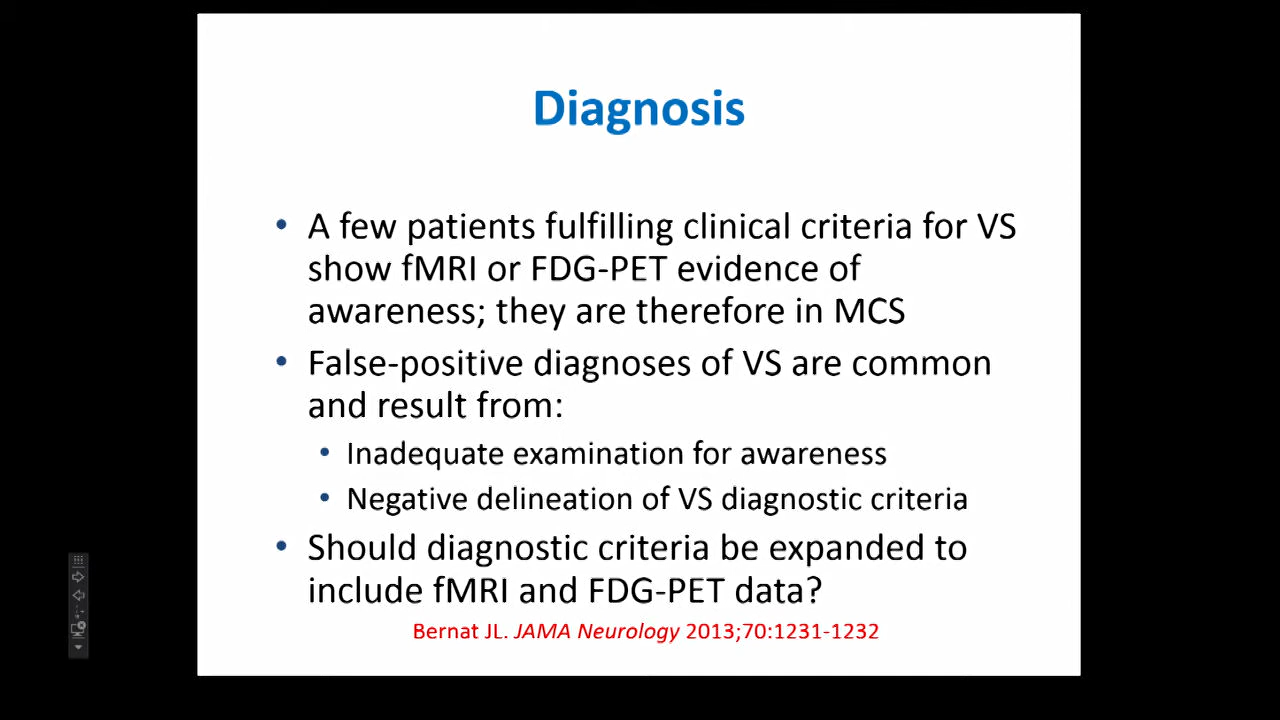 Diagnosis
• A few patients fulfilling clinical criteria for VS
show fMRI or FDG-PET evidence of
awareness; they are therefore in MCS
• False-positive diagnoses of VS are common
and result from:
• Inadequate examination for awareness
• Negative delineation of VS diagnostic criteria
• Should diagnostic criteria be expanded to
include fMRI and FDG-PET data?
Bernat JL. JAMA Neurology 2013;70:1231-1232